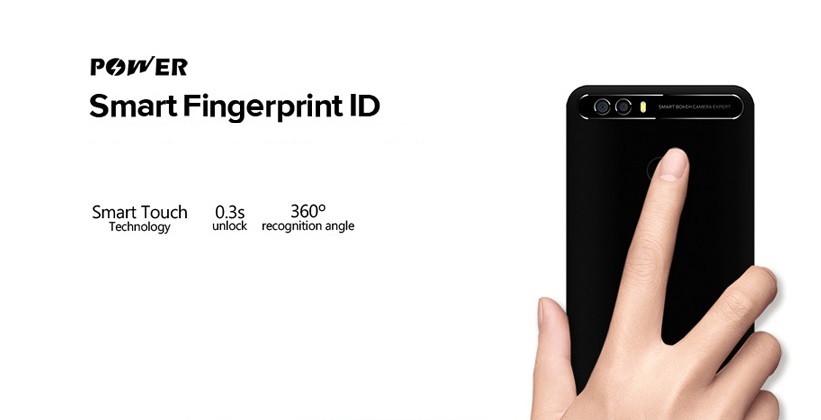 POWER
Smart Fingerprint ID
SMART BOKEH CAMERA EXPERT
Smart Touch
Technology
0.3s
unlock
360°
recognition angle